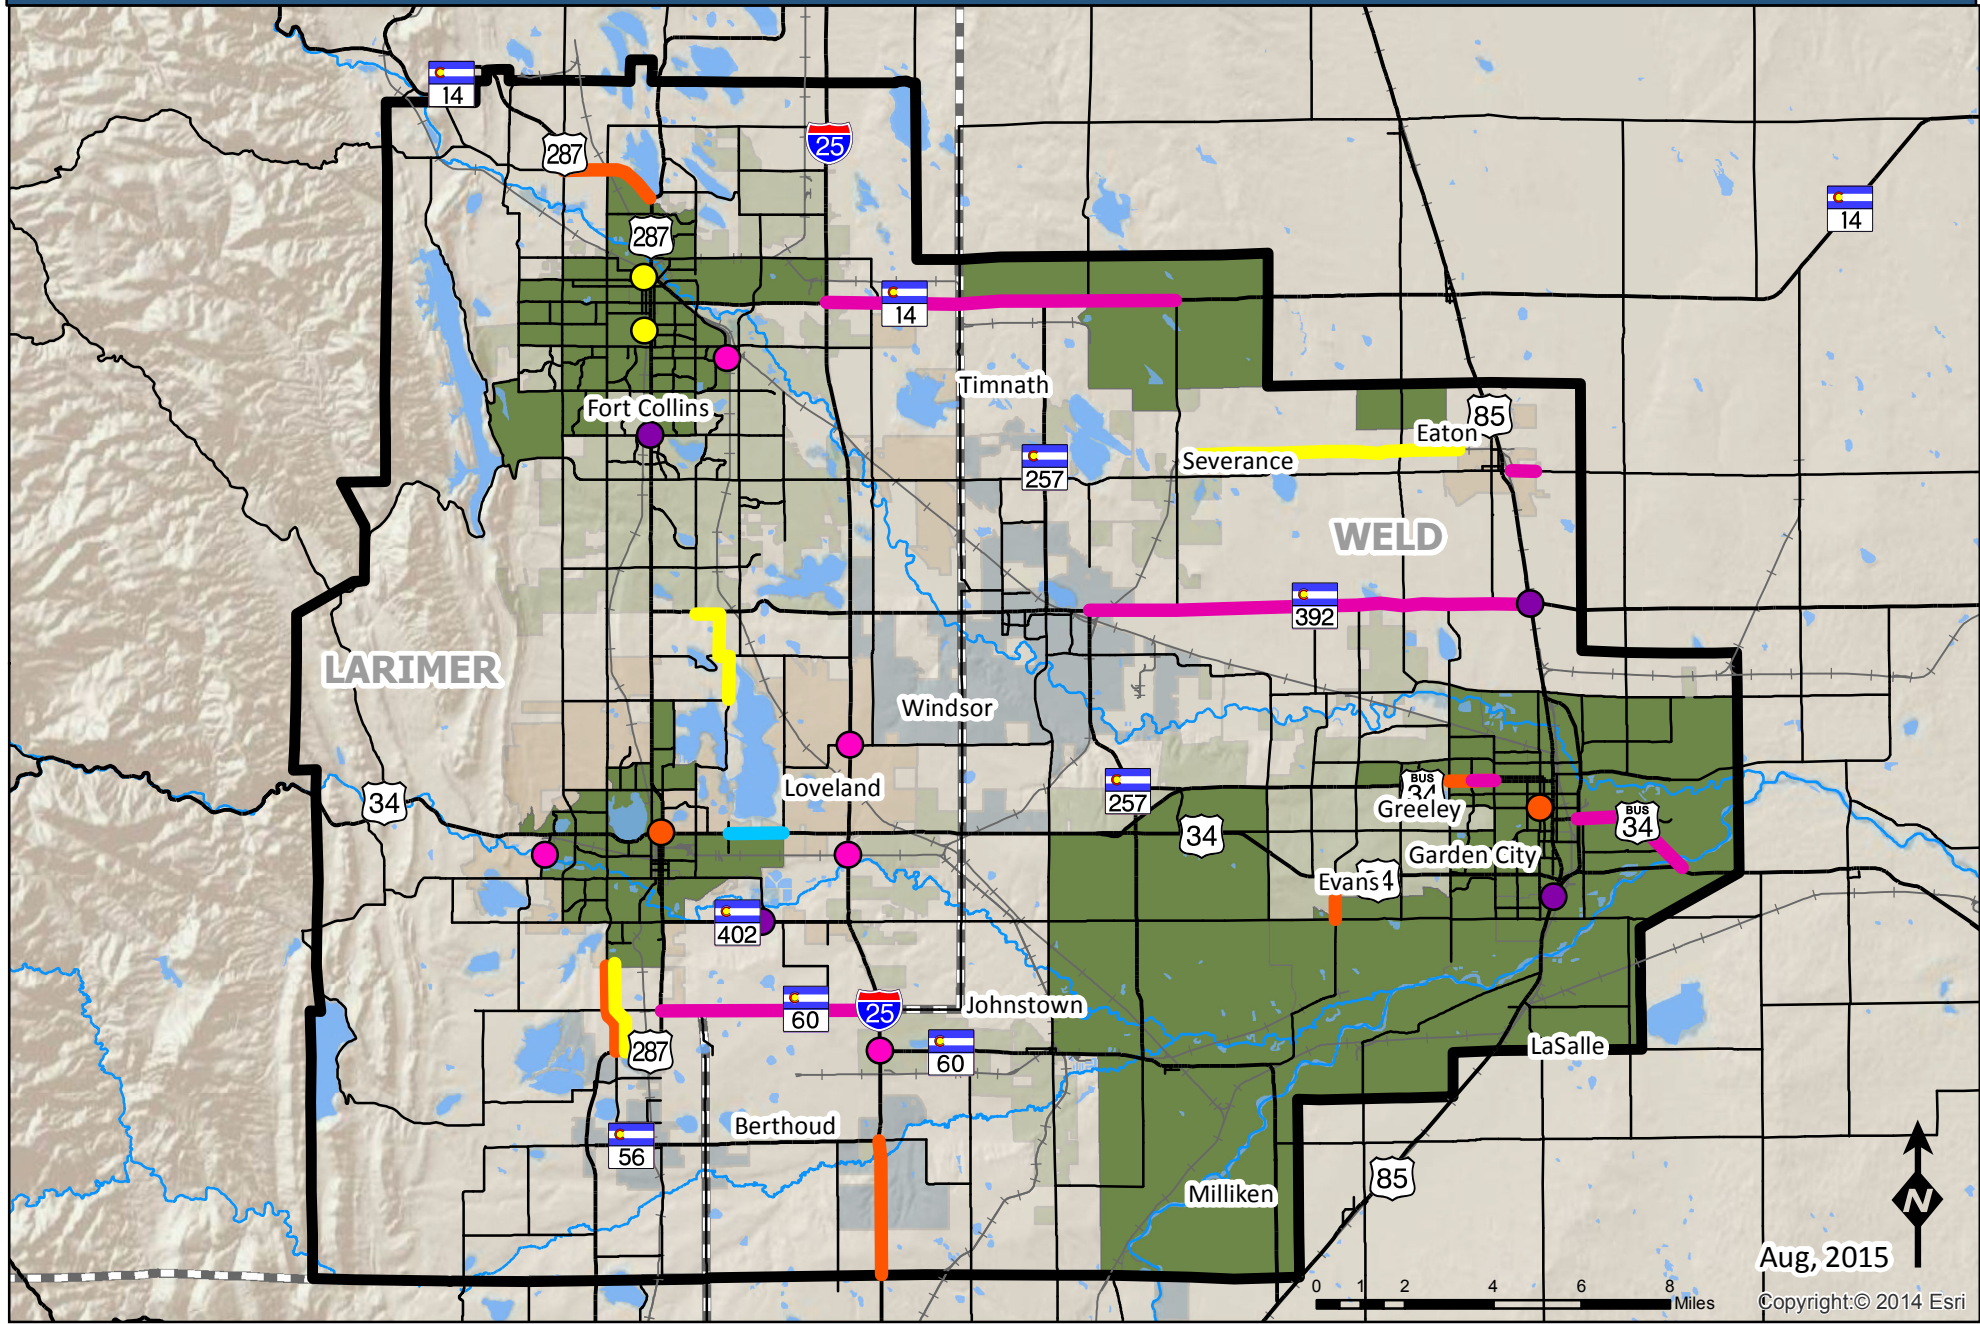 14
25
287
14
287
14
Timnath
Fort Collins
85
Eaton
257
Severance
WELD
392
LARIMER
Windsor
Loveland
257
BUS
34
Greeley
34
BUS
34
34
Garden City
Evans
402
Johnstown
60
25
287
60
LaSalle
Berthoud
56
85
Milliken
N
Aug, 2015
0 1 2 4 6 8
Miles
Copyright:© 2014 Esri